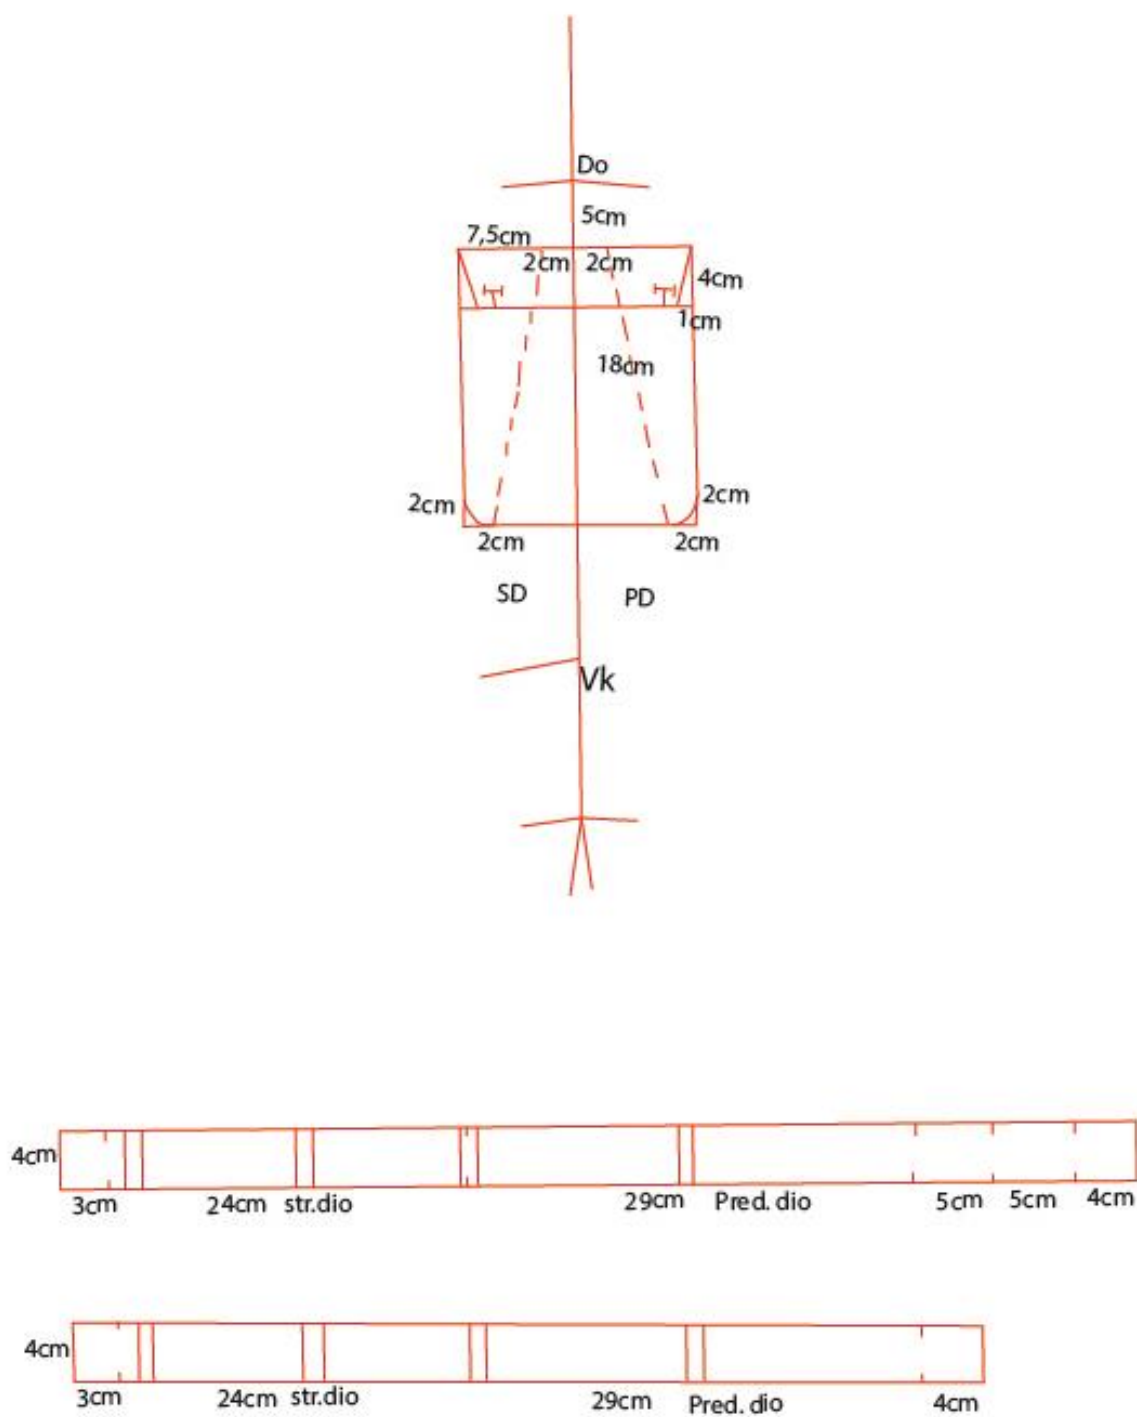 Do
5cm
7,5cm
2cm 2cm
4cm
1cm
18cm
2cm 2cm
2cm 2cm
SD PD
Vk
4cm
3cm 24cm str.dio 29cm Pred. dio 5cm 5cm 4cm
4cm
3cm 24cm str.dio 29cm Pred. dio 4cm